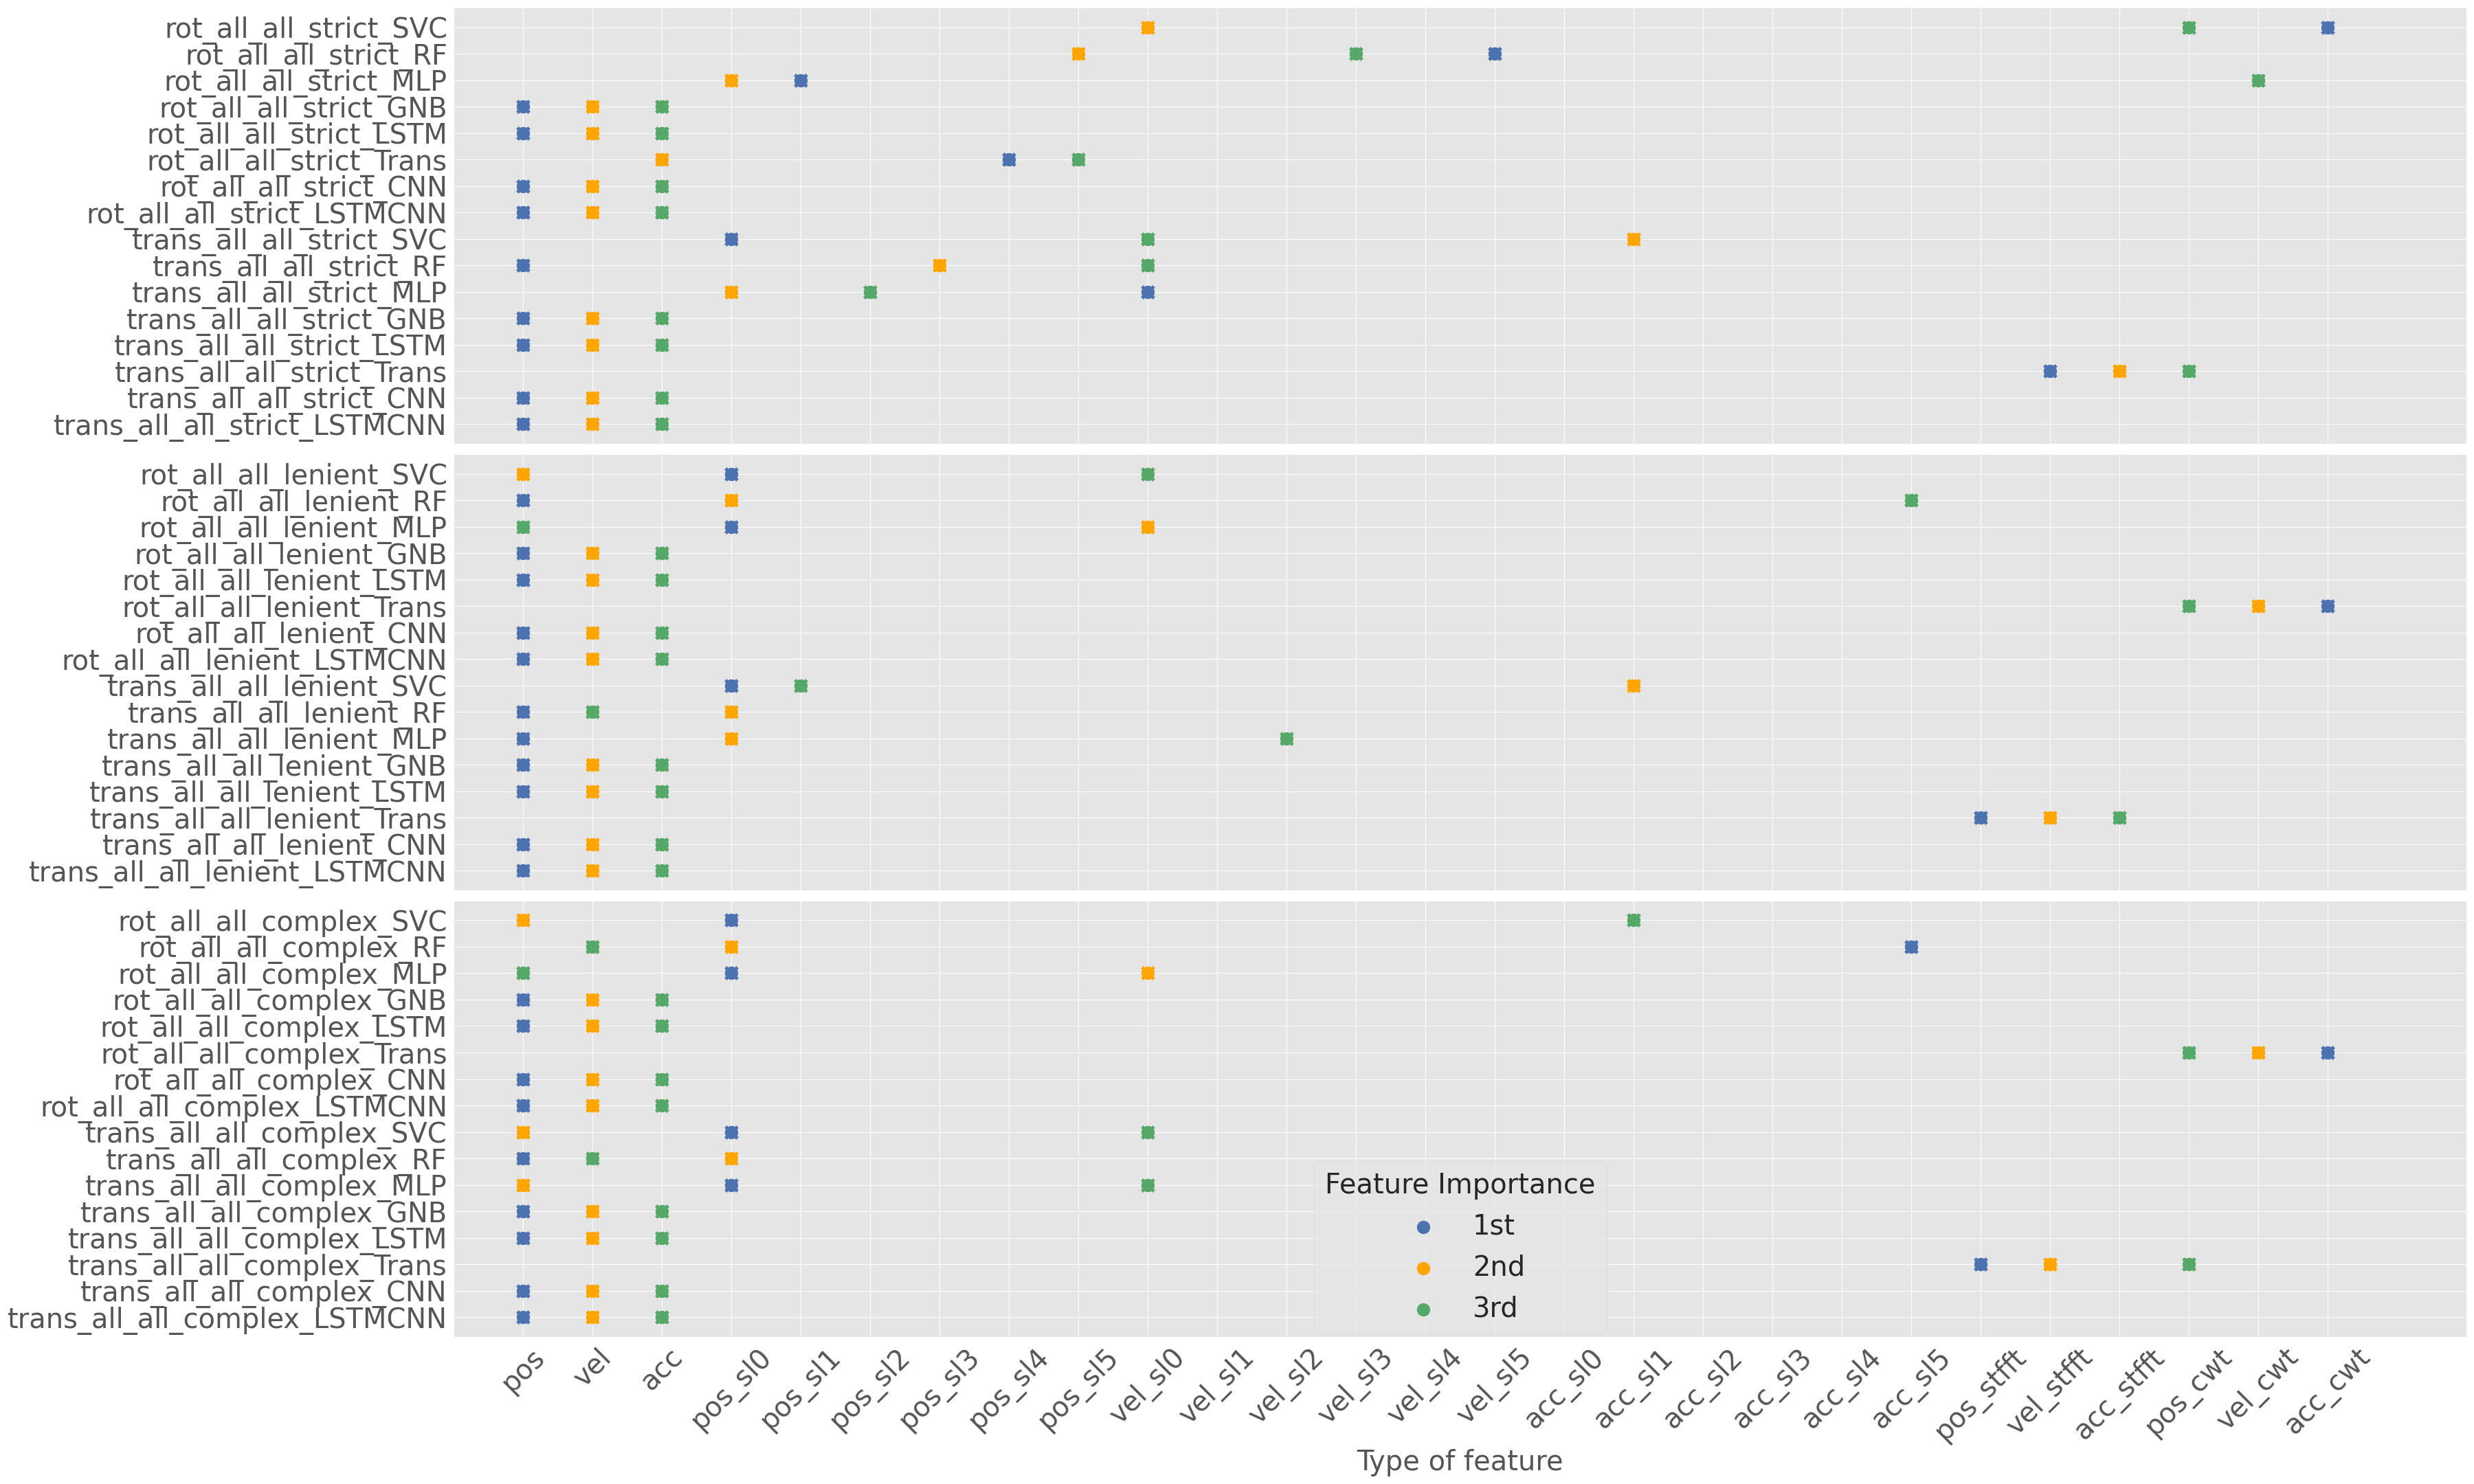 rot_all_all_strict_SVC
rot_all_all_strict_RF
rot_all_all_strict_MLP
rot_all_all_strict_GNB
rot_all_all_strict_LSTM
rot_all_all_strict_Trans
rot_all_all_strict_CNN
rot_all_all_strict_LSTMCNN
trans_all_all_strict_SVC
trans_all_all_strict_RF
trans_all_all_strict_MLP
trans_all_all_strict_GNB
trans_all_all_strict_LSTM
trans_all_all_strict_Trans
trans_all_all_strict_CNN
trans_all_all_strict_LSTMCNN
rot_all_all_lenient_SVC
rot_all_all_lenient_RF
rot_all_all_lenient_MLP
rot_all_all_lenient_GNB
rot_all_all_lenient_LSTM
rot_all_all_lenient_Trans
rot_all_all_lenient_CNN
rot_all_all_lenient_LSTMCNN
trans_all_all_lenient_SVC
trans_all_all_lenient_RF
trans_all_all_lenient_MLP
trans_all_all_lenient_GNB
trans_all_all_lenient_LSTM
trans_all_all_lenient_Trans
trans_all_all_lenient_CNN
trans_all_all_lenient_LSTMCNN
rot_all_all_complex_SVC
rot_all_all_complex_RF
rot_all_all_complex_MLP
rot_all_all_complex_GNB
rot_all_all_complex_LSTM
rot_all_all_complex_Trans
rot_all_all_complex_CNN
rot_all_all_complex_LSTMCNN
trans_all_all_complex_SVC
trans_all_all_complex_RF
trans_all_all_complex_MLP
trans_all_all_complex_GNB
trans_all_all_complex_LSTM
trans_all_all_complex_Trans
trans_all_all_complex_CNN
trans_all_all_complex_LSTMCNN
Feature Importance
1st
2nd
3rd
pos
vel
acc
pos_sl0
pos_sl1
pos_sl2
pos_sl3
pos_sl4
pos_sl5
vel_sl0
vel_sl1
vel_sl2
vel_sl3
vel_sl4
vel_sl5
acc_sl0
acc_sl1
acc_sl2
acc_sl3
acc_sl4
acc_sl5
pos_stfft
vel_stfft
acc_stfft
pos_cwt
vel_cwt
acc_cwt
Type of feature